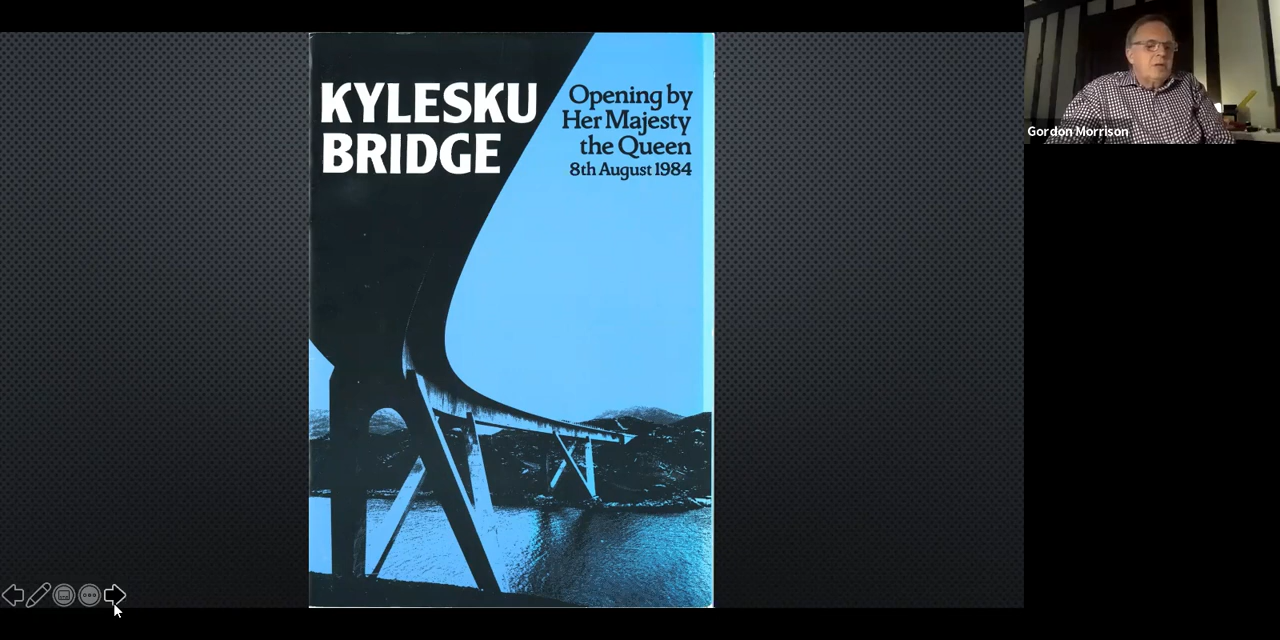 KYLESKU
BRIDGE
Opening by
Her Majesty
the Queen
8th August 1984
Gordon Morrison